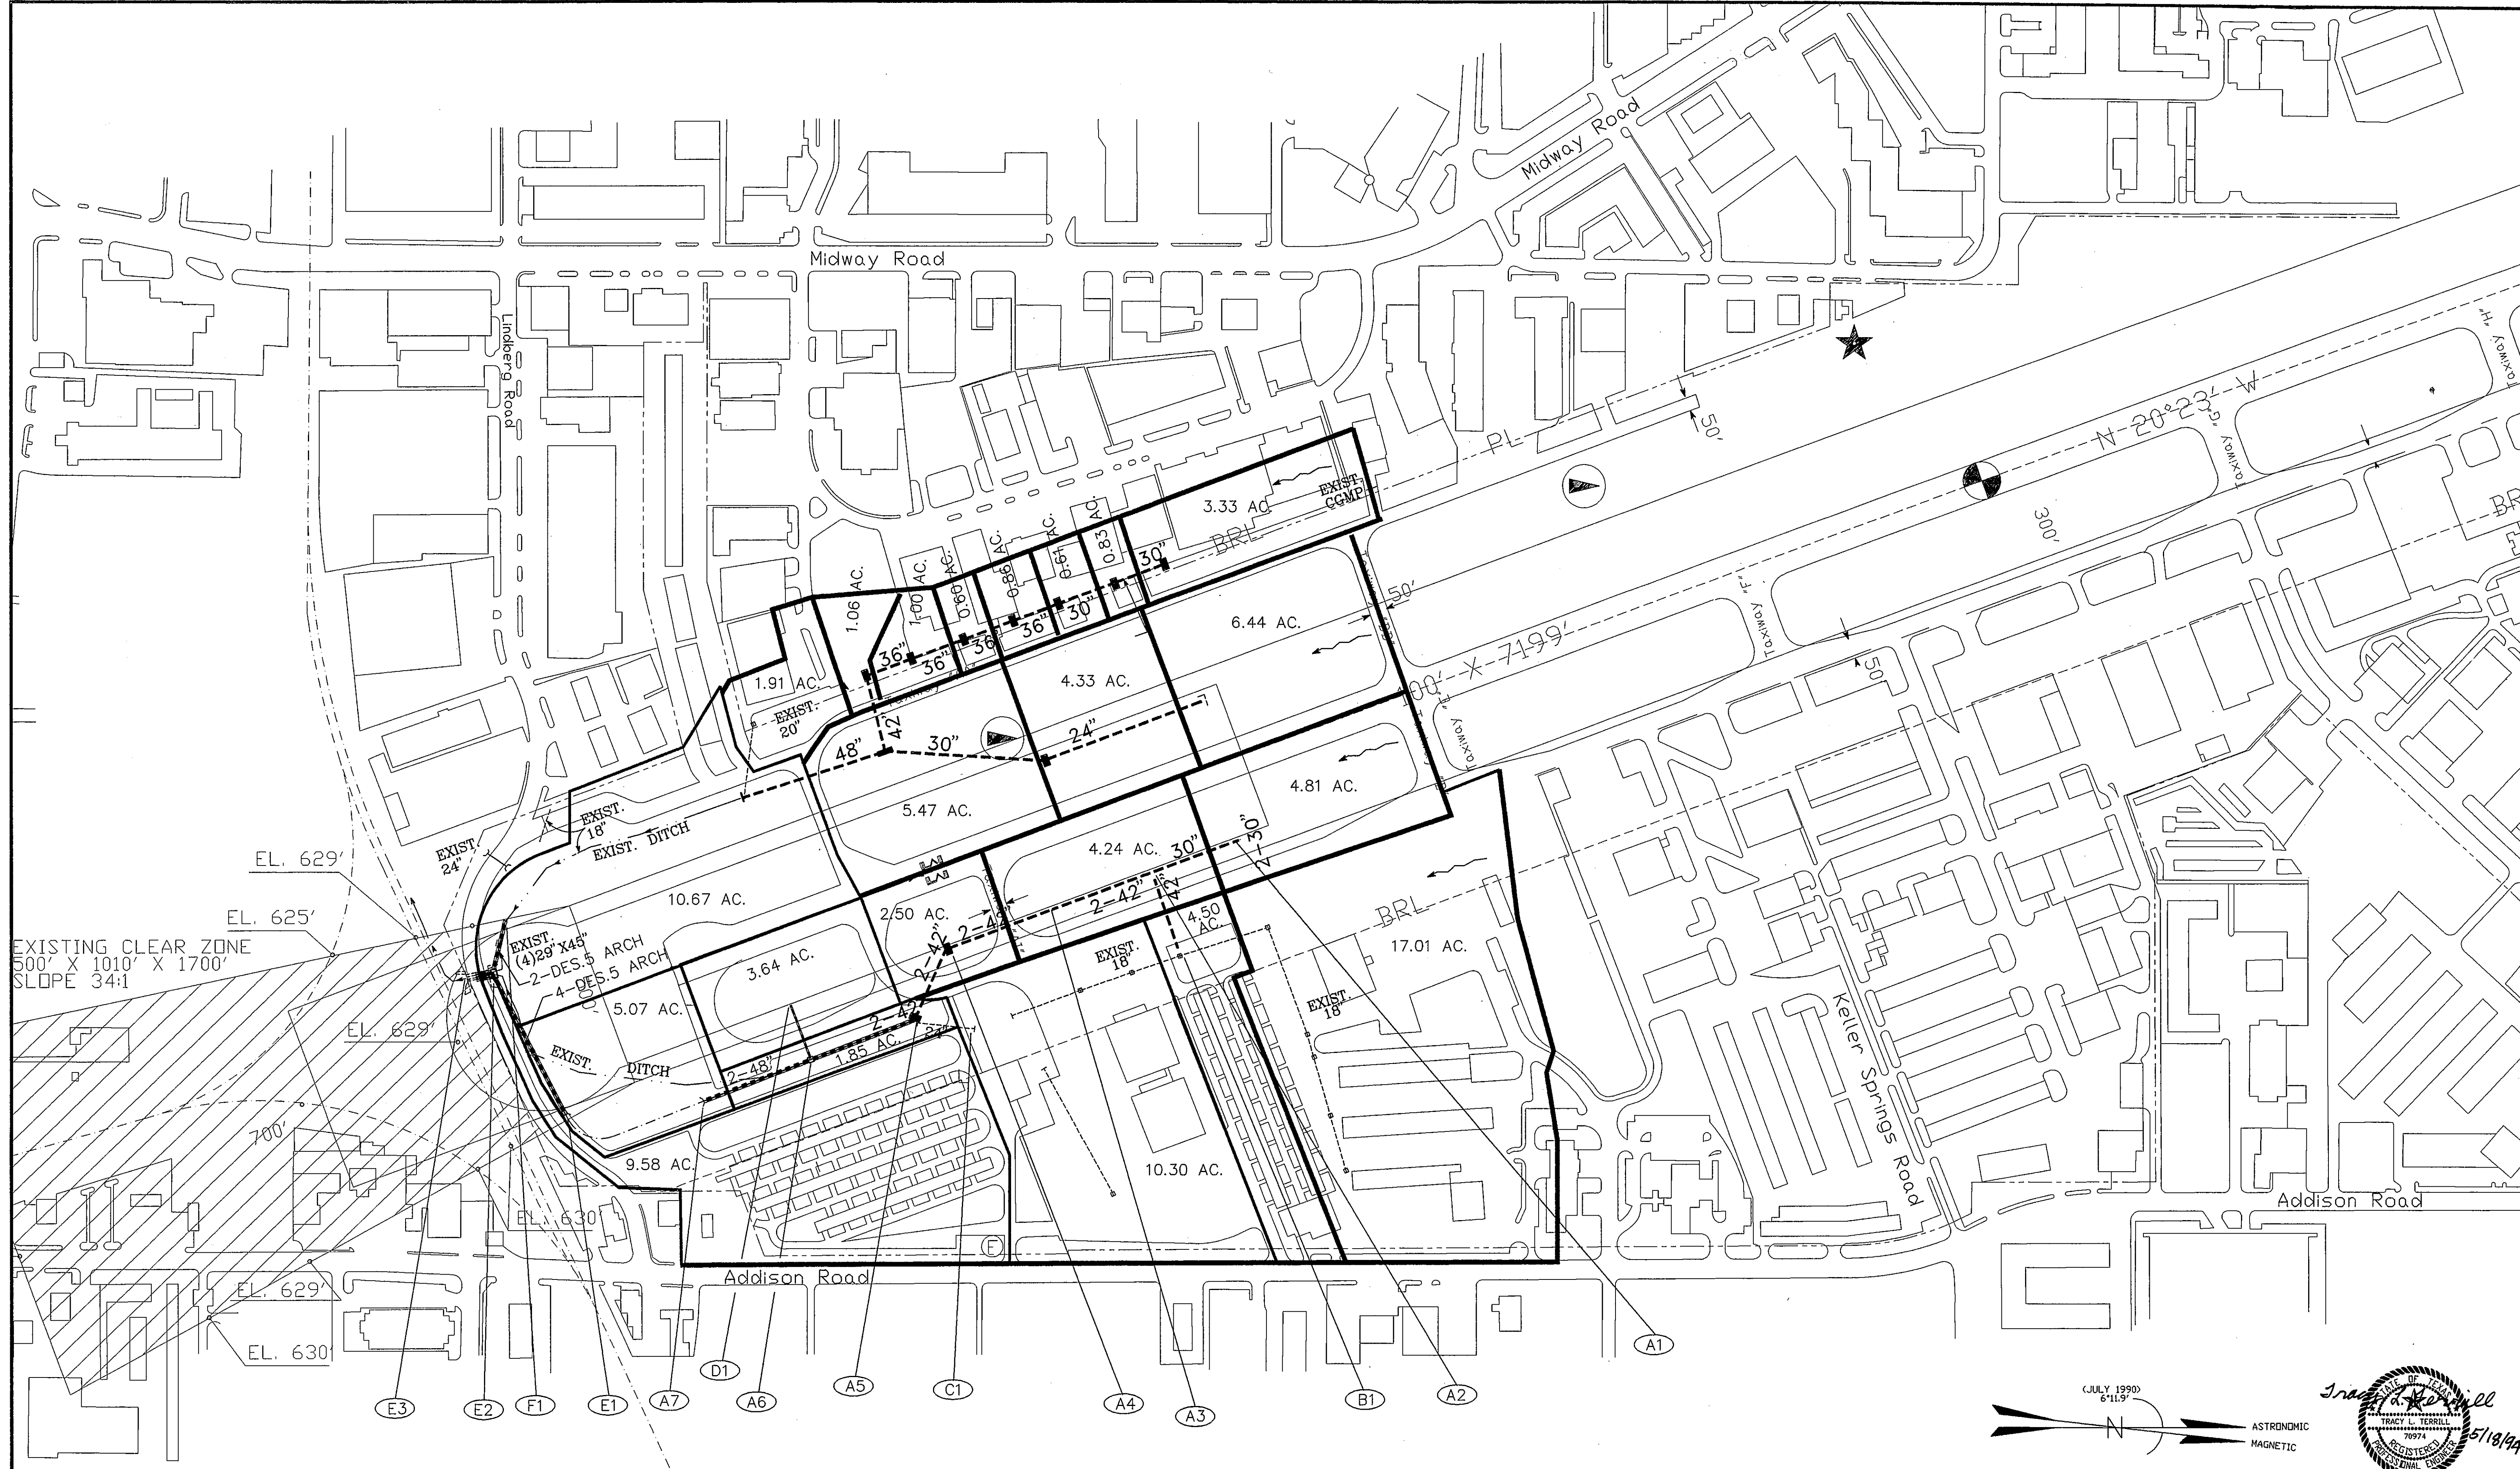 Midway Road
Midway Road
Lindberg Road
"H"
Taxiway
N 20°23' W
Taxiway "G"
50'
PL
300'
BRL
3.33 AC.
EXIST.
CGMP
0.83 AC.
0.61 AC.
0.86 AC.
0.60 AC.
1.00 AC.
1.06 AC.
30"
30"
36"
36"
36"
36"
6.44 AC.
50'
100' X 7199'
Taxiway "F"
50'
1.91 AC.
4.33 AC.
EXIST.
20"
42"
48"
30"
24"
Taxiway "E"
4.81 AC.
5.47 AC.
EXIST.
18"
EXIST. DITCH
EXIST.
24"
EL. 629'
4.24 AC.
30"
2-30"
10.67 AC.
2.50 AC.
2-42"
42"
4.50
AC.
BRL
17.01 AC.
EL. 625'
EXISTING CLEAR ZONE
500' X 1010' X 1700'
SLOPE 34:1
EXIST.
(4)29"X45"
2-DES.5 ARCH
4-DES.5 ARCH
3.64 AC.
2-42"
EXIST.
18"
EXIST.
18"
5.07 AC.
2-42"
EL. 629'
EXIST. DITCH
2-48"
1.85 AC.
21"
Keller Springs Road
700'
9.58 AC.
10.30 AC.
EL. 630'
Addison Road
Addison Road
EL. 629'
EL. 630'
E3
E2
F1
E1
A7
D1
A6
A5
C1
A4
A3
B1
A2
A1
(JULY 1990)
6°11.9'
N
ASTRONOMIC
MAGNETIC
Tracy L. Terrill
STATE OF TEXAS
TRACY L. TERRILL
70974
REGISTERED
PROFESSIONAL ENGINEER